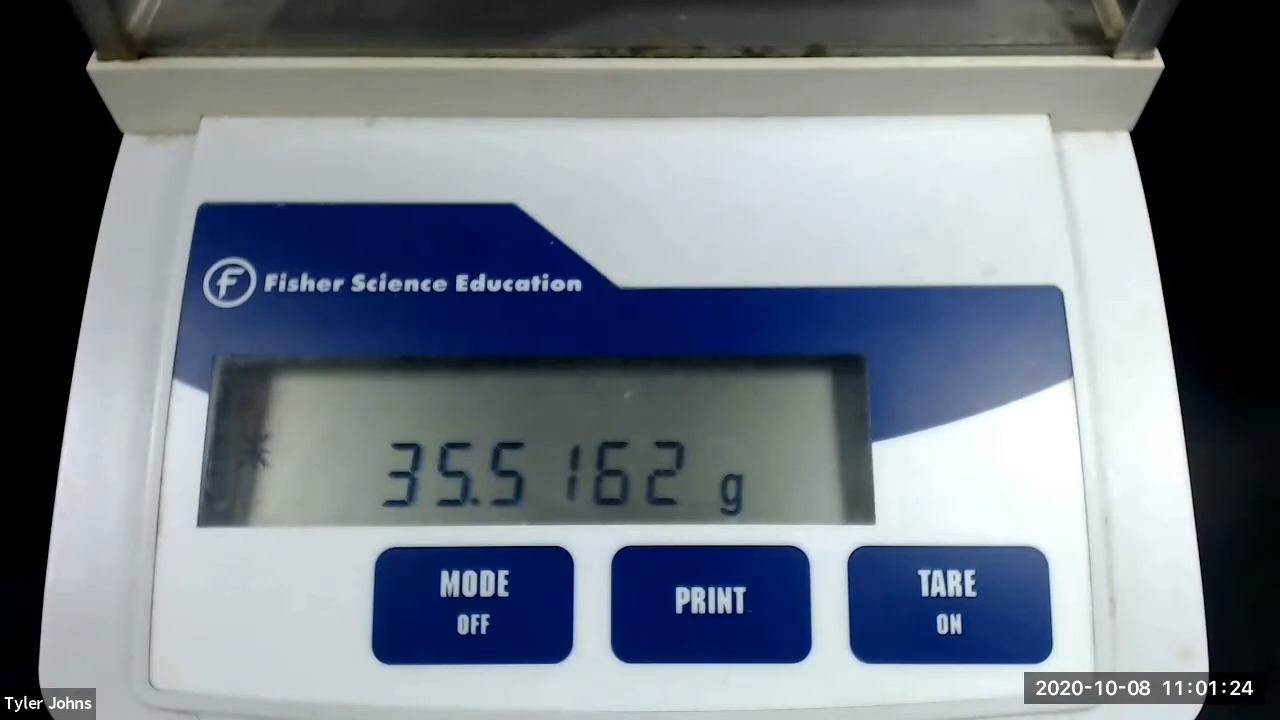 Fisher Science Education
35.5162 g
MODE
OFF
PRINT
TARE
ON
2020-10-08 11:01:24
Tyler Johns